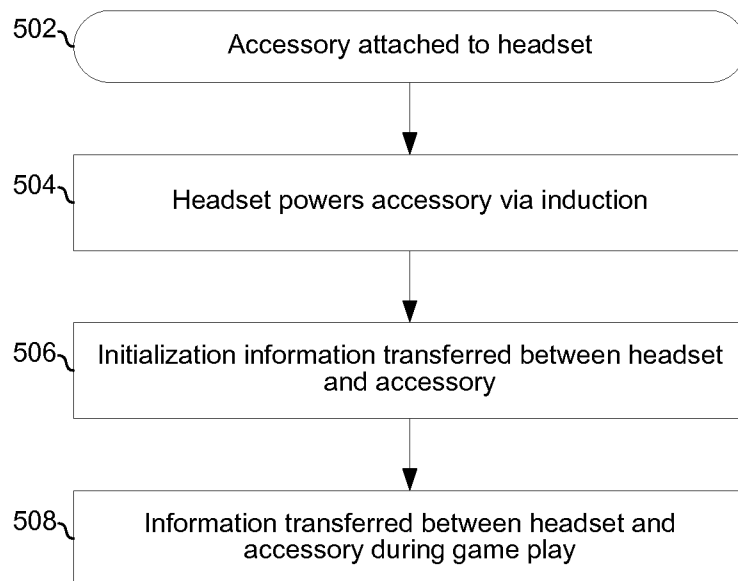 502
Accessory attached to headset
504
Headset powers accessory via induction
506
Initialization information transferred between headset
and accessory
508
Information transferred between headset and
accessory during game play